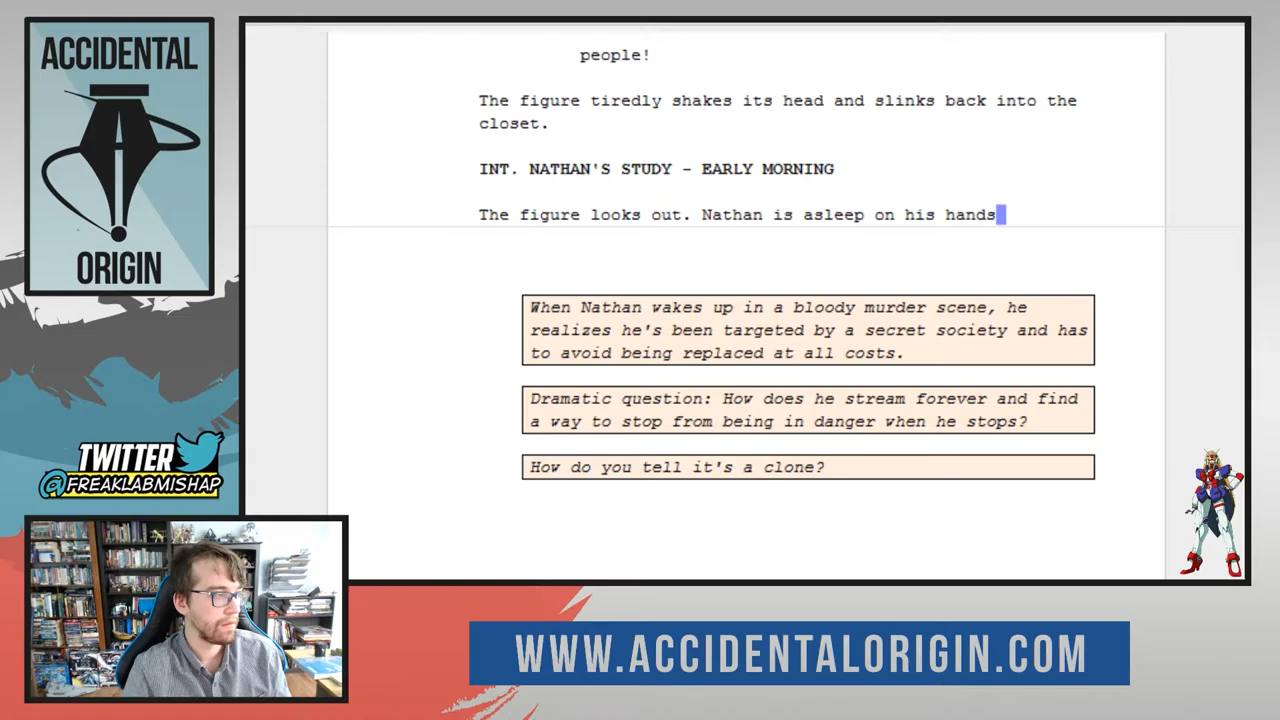 ACCIDENTAL
ORIGIN
people!
The figure tiredly shakes its head and slinks back into the
closet.
INT. NATHAN'S STUDY - EARLY MORNING
The figure looks out. Nathan is asleep on his hands
When Nathan wakes up in a bloody murder scene, he
realizes he's been targeted by a secret society and has
to avoid being replaced at all costs.
Dramatic question: How does he stream forever and find
a way to stop from being in danger when he stops?
How do you tell it's a clone?
TWITTER
@FREAKLABMISHAP
WWW.ACCIDENTALORIGIN.COM